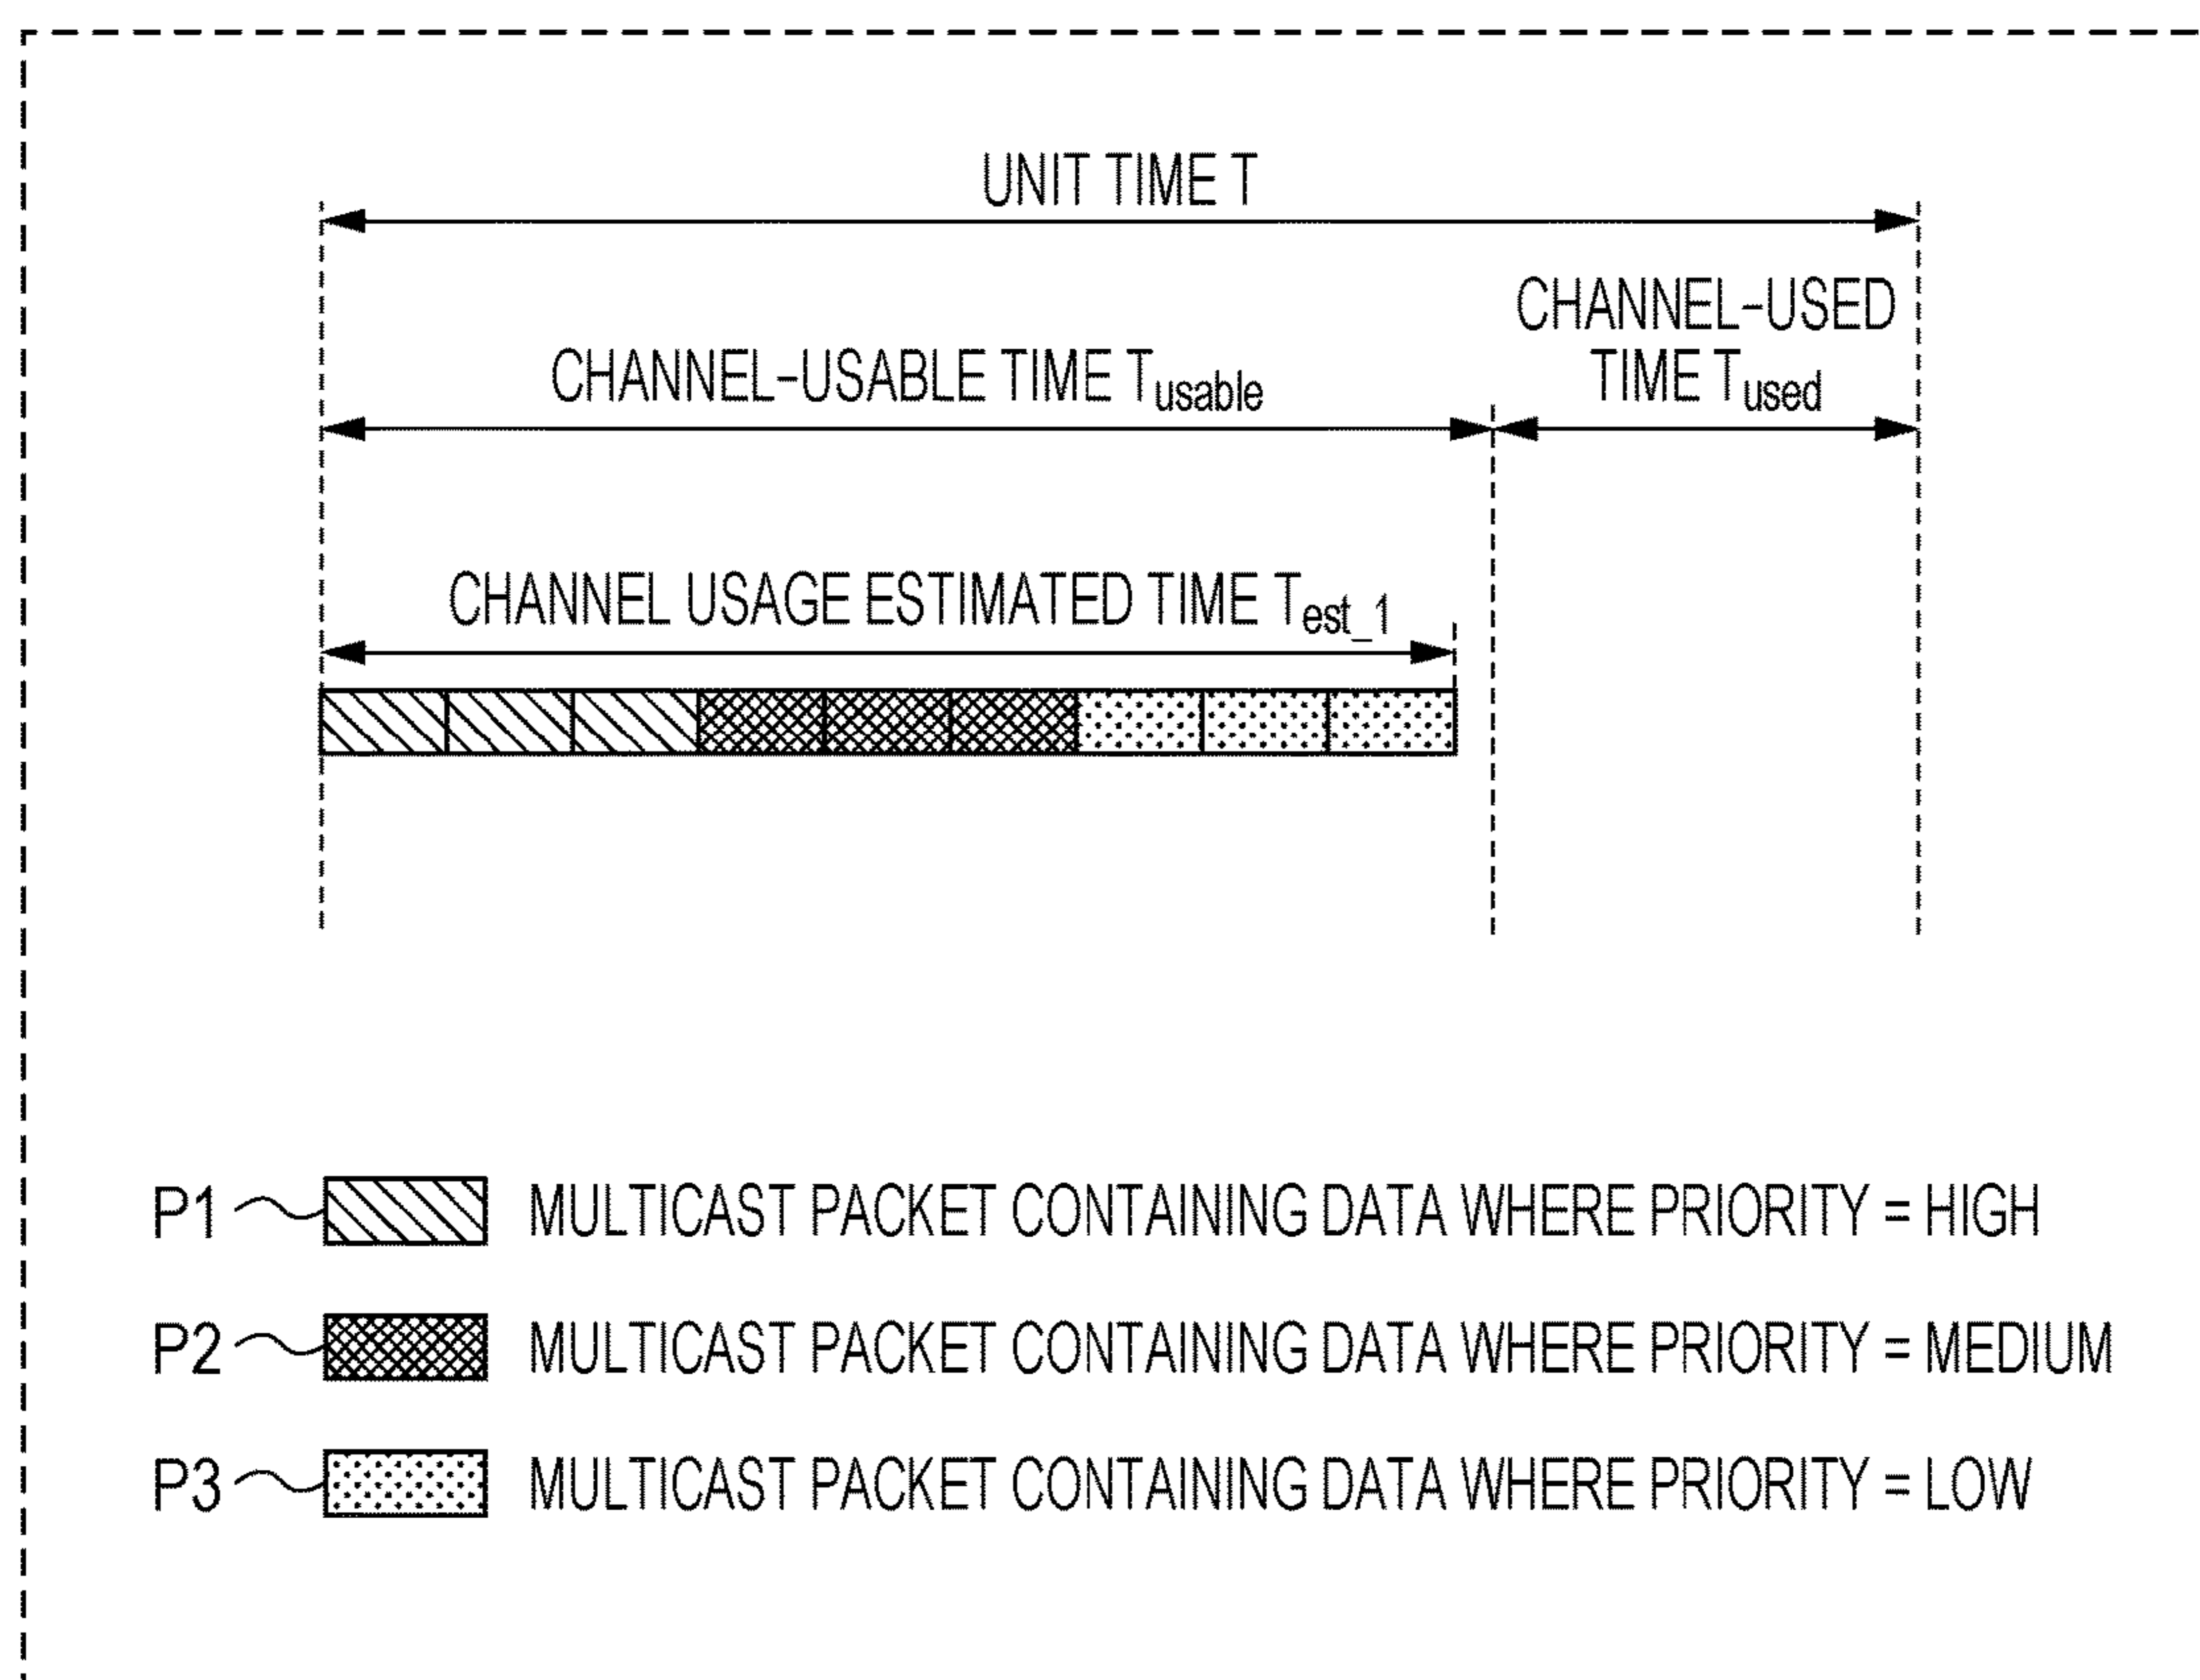 UNIT TIME T
CHANNEL-USED
TIME Tused
CHANNEL-USABLE TIME Tusable
CHANNEL USAGE ESTIMATED TIME Test_1
P1 MULTICAST PACKET CONTAINING DATA WHERE PRIORITY = HIGH
P2 MULTICAST PACKET CONTAINING DATA WHERE PRIORITY = MEDIUM
P3 MULTICAST PACKET CONTAINING DATA WHERE PRIORITY = LOW